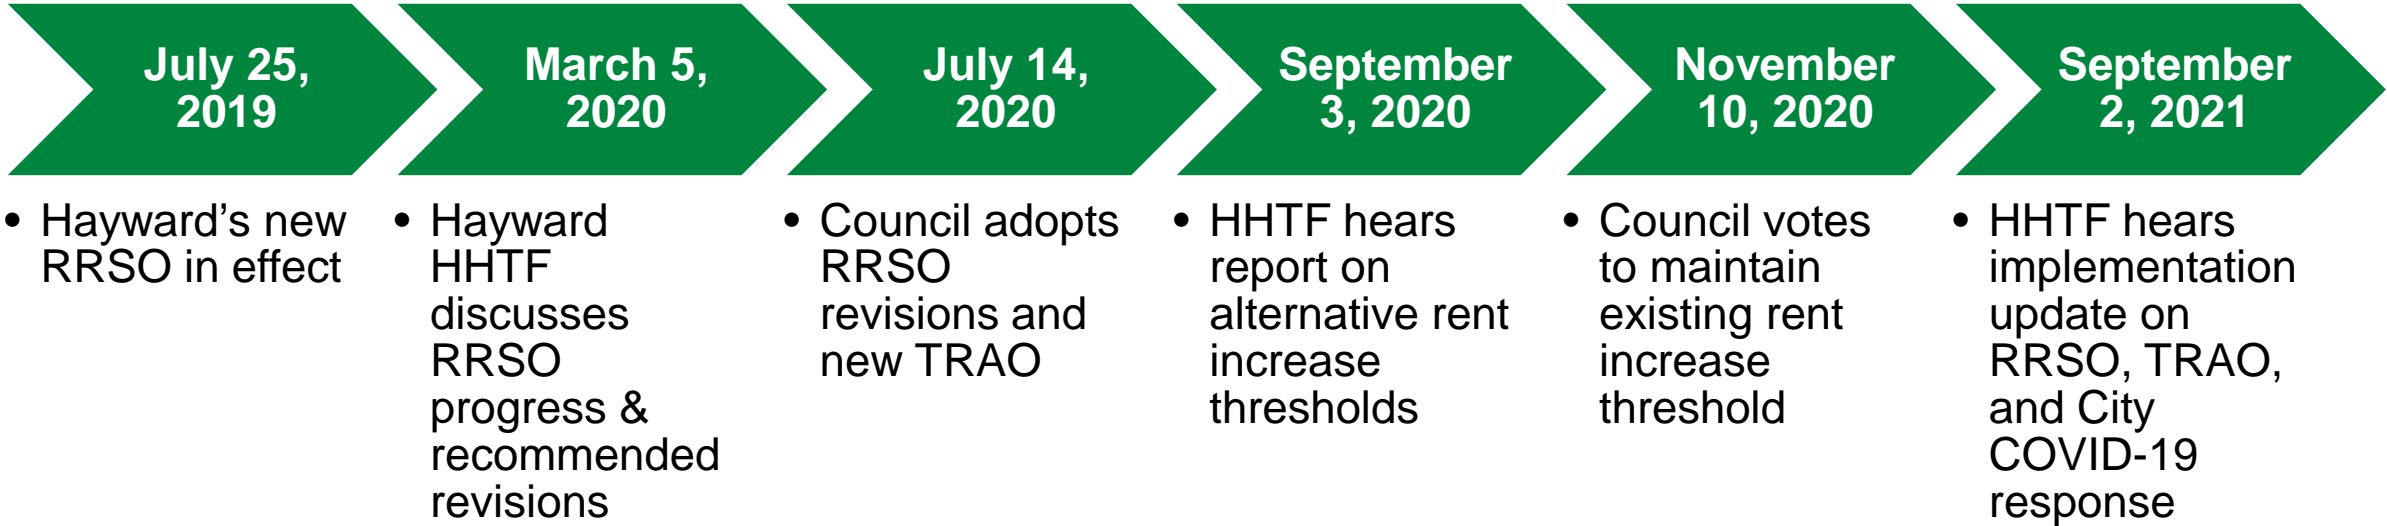 July 25,
2019
• Hayward’s new
RRSO in effect
March 5,
2020
• Hayward
HHTF
discusses
RRSO
progress &
recommended
revisions
July 14,
2020
• Council adopts
RRSO
revisions and
new TRAO
September
3, 2020
• HHTF hears
report on
alternative rent
increase
thresholds
November
10, 2020
• Council votes
to maintain
existing rent
increase
threshold
September
2, 2021
• HHTF hears
implementation
update on
RRSO, TRAO,
and City
COVID-19
response